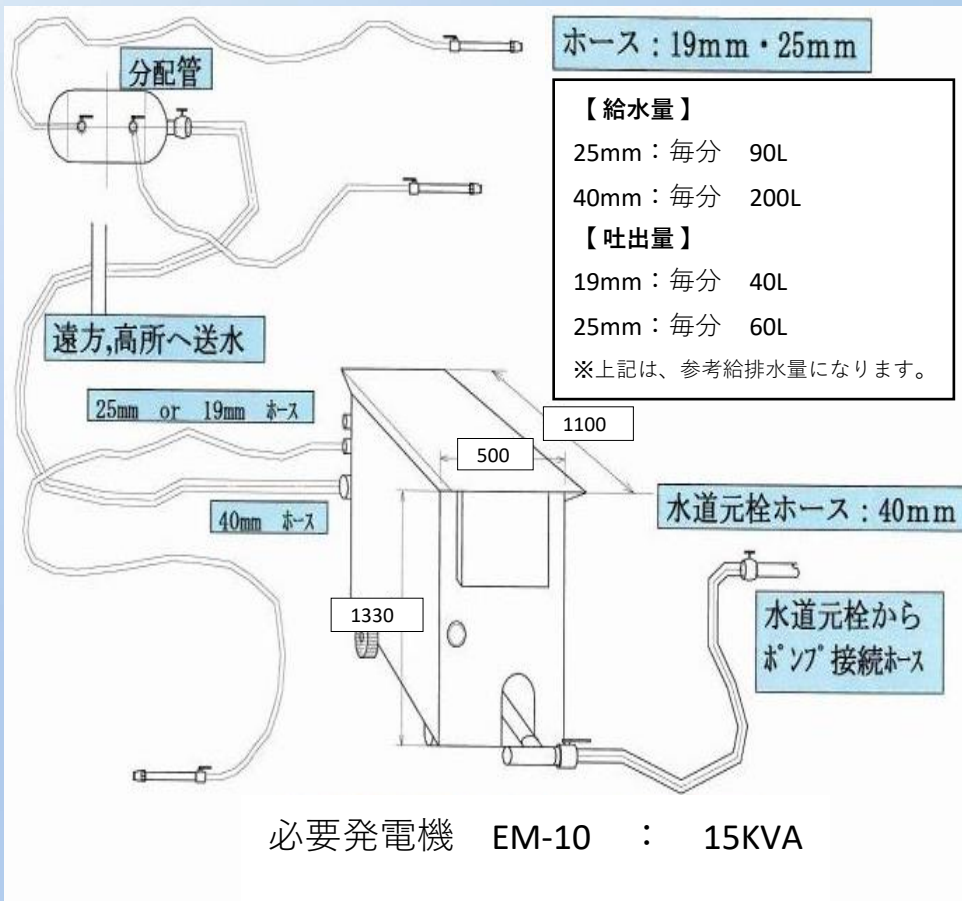 ホース：19mm・25mm
分配管
【給水量】
25mm：毎分　90L
40mm：毎分　200L
【吐出量】
19mm：毎分　40L
25mm：毎分　60L
※上記は、参考給排水量になります。
遠方,高所へ送水
25mm or 19mm ﾎｰｽ
1100
500
40mm ﾎｰｽ
水道元栓ホース：40mm
1330
水道元栓から
ﾎﾟﾝﾌﾟ接続ﾎｰｽ
必要発電機　EM-10　：　15KVA